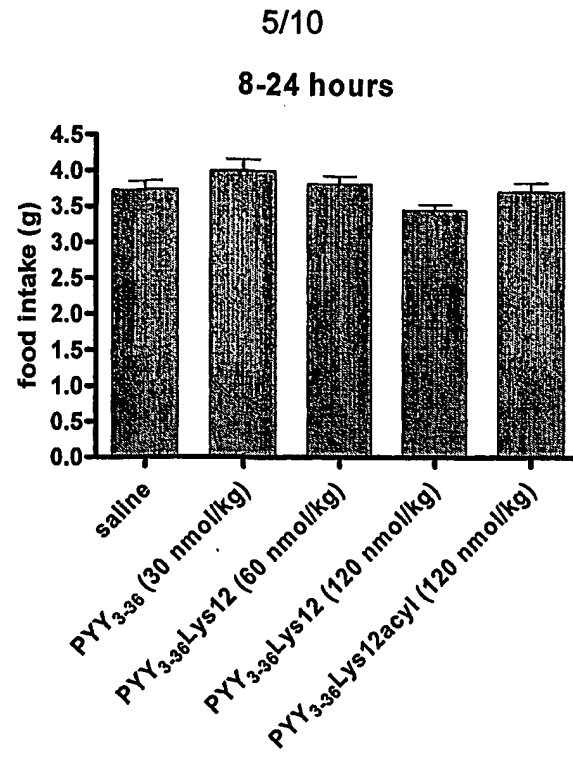 5/10
8-24 hours
food intake (g)
4.5
4.0
3.5
3.0
2.5
2.0
1.5
1.0
0.5
0.0
saline
PYY3-36 (30 nmol/kg)
PYY3-36Lys12 (60 nmol/kg)
PYY3-36Lys12 (120 nmol/kg)
PYY3-36Lys12acyl (120 nmol/kg)